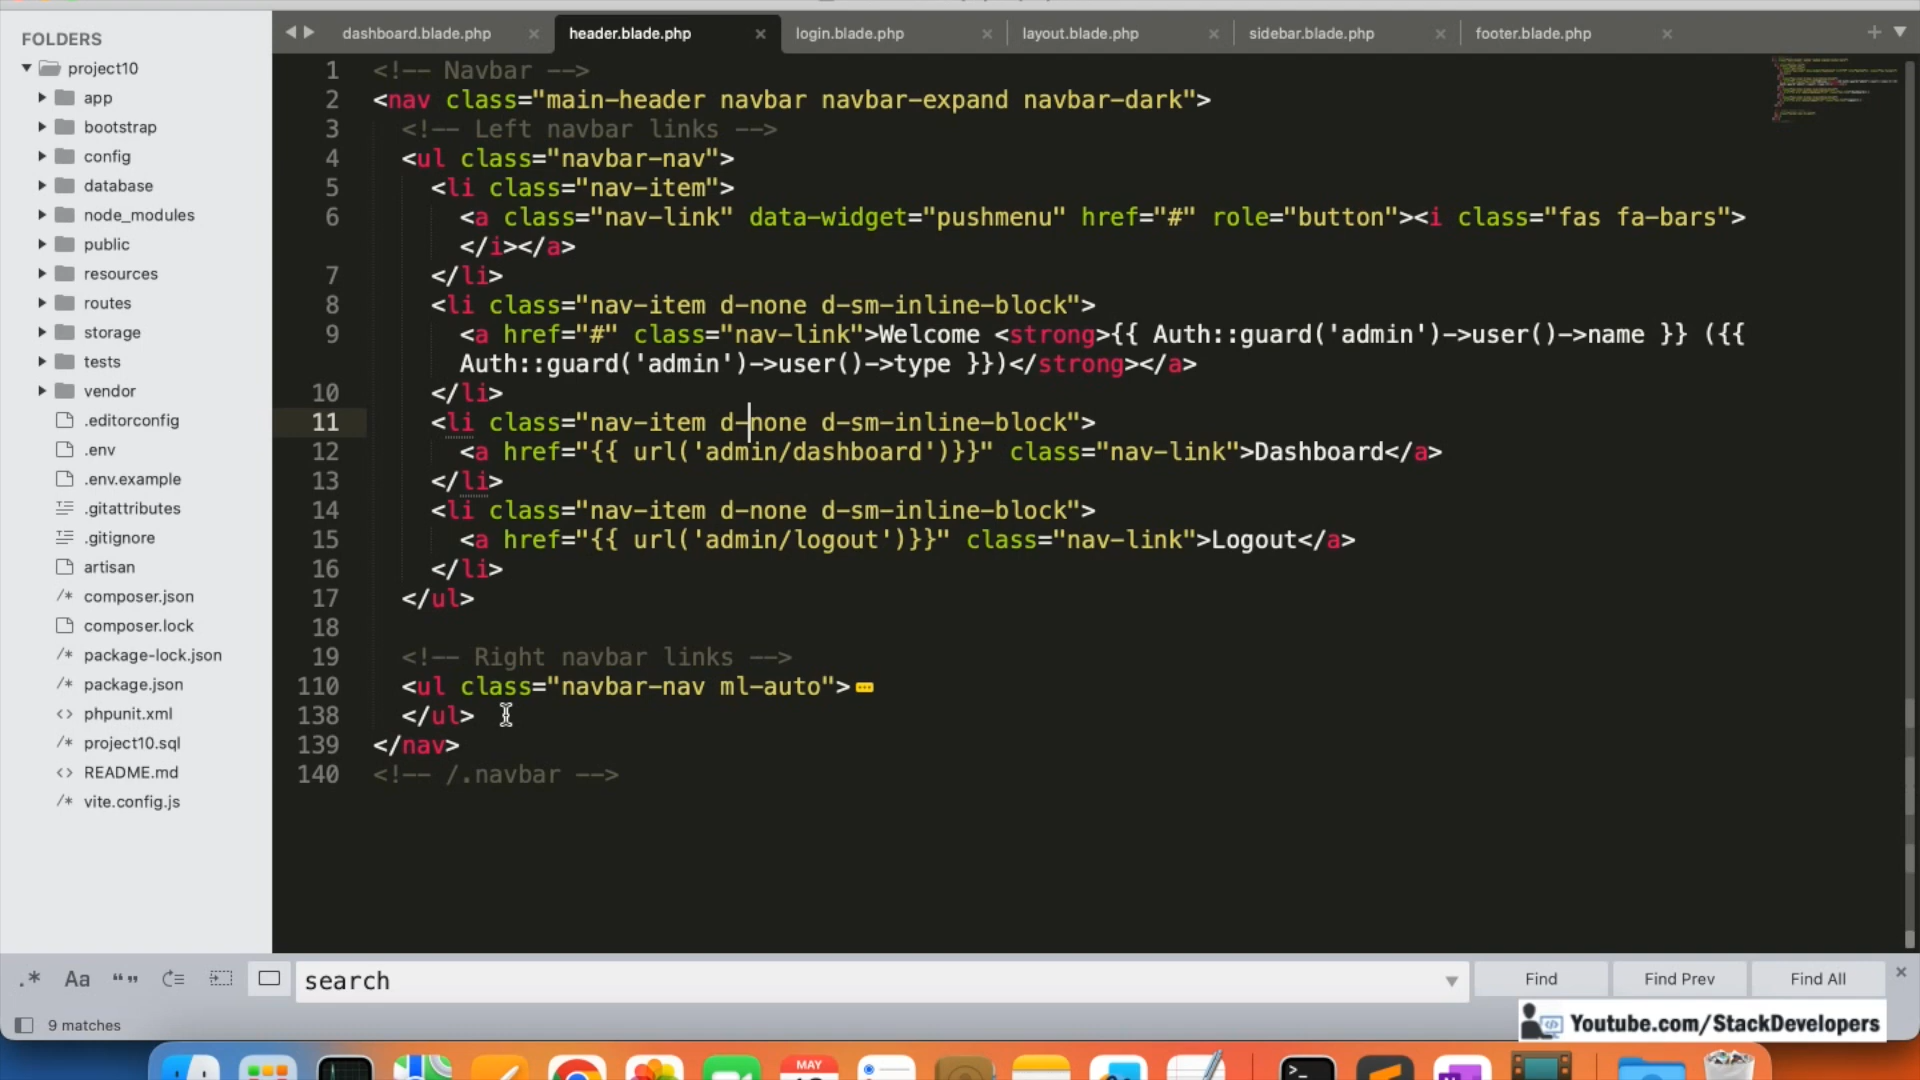 FOLDERS
project10
app
bootstrap
config
database
node_modules
public
resources
routes
storage
tests
vendor
.editorconfig
.env
.env.example
.gitattributes
.gitignore
artisan
composer.json
composer.lock
package-lock.json
package.json
phpunit.xml
project10.sql
README.md
vite.config.js
dashboard.blade.php × header.blade.php × login.blade.php × layout.blade.php × sidebar.blade.php × footer.blade.php ×
1 <!-- Navbar -->
2 <nav class="main-header navbar navbar-expand navbar-dark">
3 <!-- Left navbar links -->
4 <ul class="navbar-nav">
5 <li class="nav-item">
6 <a class="nav-link" data-widget="pushmenu" href="#" role="button"><i class="fas fa-bars">
</i></a>
7 </li>
8 <li class="nav-item d-none d-sm-inline-block">
9 <a href="#" class="nav-link">Welcome <strong>{{ Auth::guard('admin')->user()->name }} ({{
Auth::guard('admin')->user()->type }})</strong></a>
10 </li>
11 <li class="nav-item d-none d-sm-inline-block">
12 <a href="{{ url('admin/dashboard')}}" class="nav-link">Dashboard</a>
13 </li>
14 <li class="nav-item d-none d-sm-inline-block">
15 <a href="{{ url('admin/logout')}}" class="nav-link">Logout</a>
16 </li>
17 </ul>
18
19 <!-- Right navbar links -->
110 <ul class="navbar-nav ml-auto">
138 </ul>
139 </nav>
140 <!-- /.navbar -->
.* Aa “” search Find Find Prev Find All ×
9 matches
Youtube.com/StackDevelopers
MAY